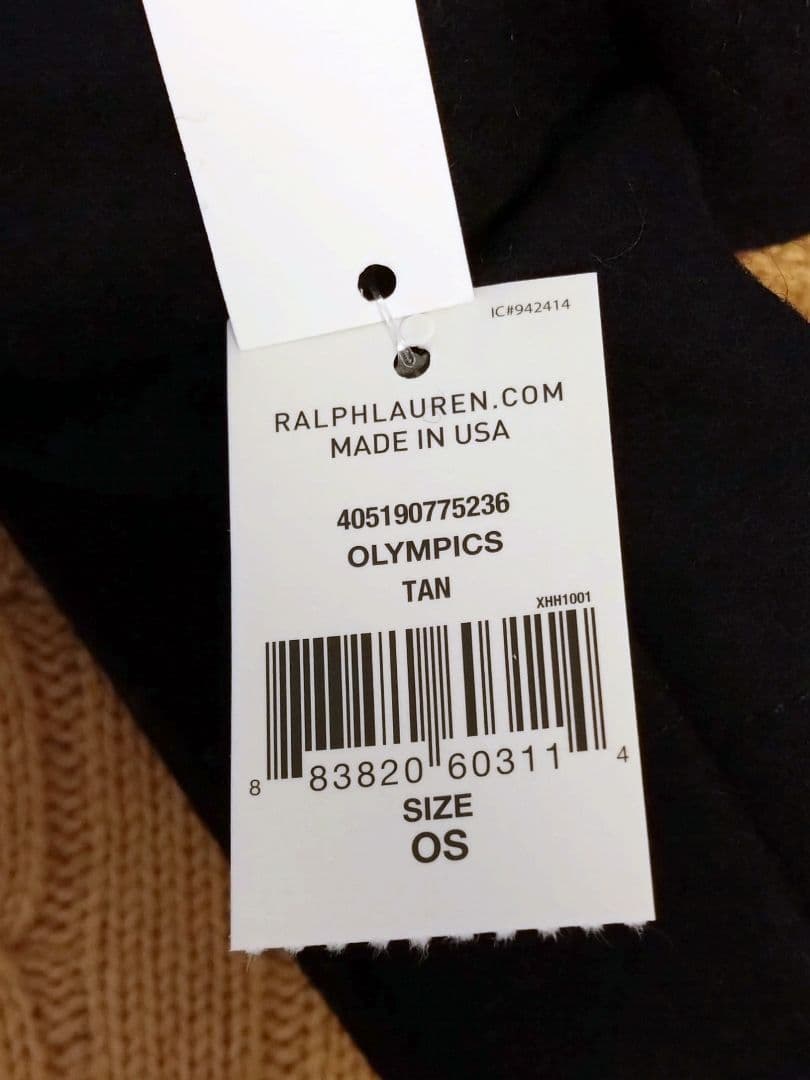 IC#942414
RALPHLAUREN.COM
MADE IN USA
405190775236
OLYMPICS
TAN
XHH1001
8 83820 60311 4
SIZE
OS